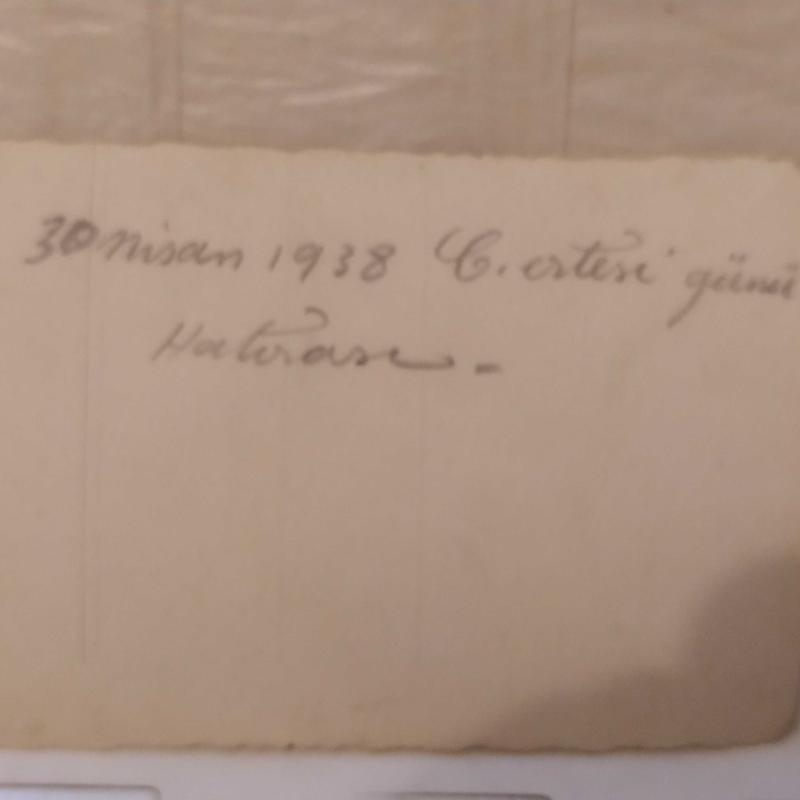 30 Nisan 1938 C. ertesi günü
Hatırası -